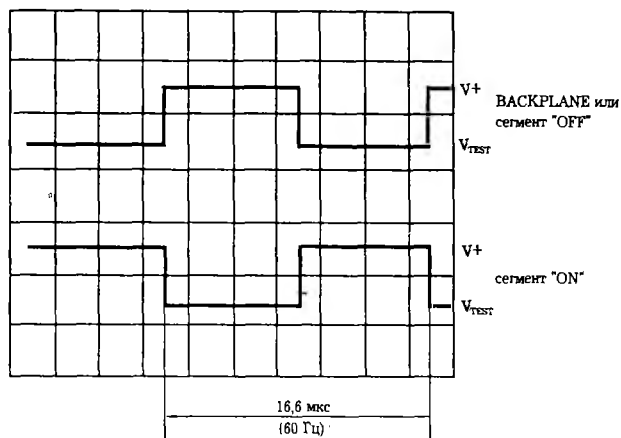 V+
BACKPLANE или
сегмент "OFF"
VTEST
V+
сегмент "ON"
VTEST
16,6 мкс
(60 Гц)